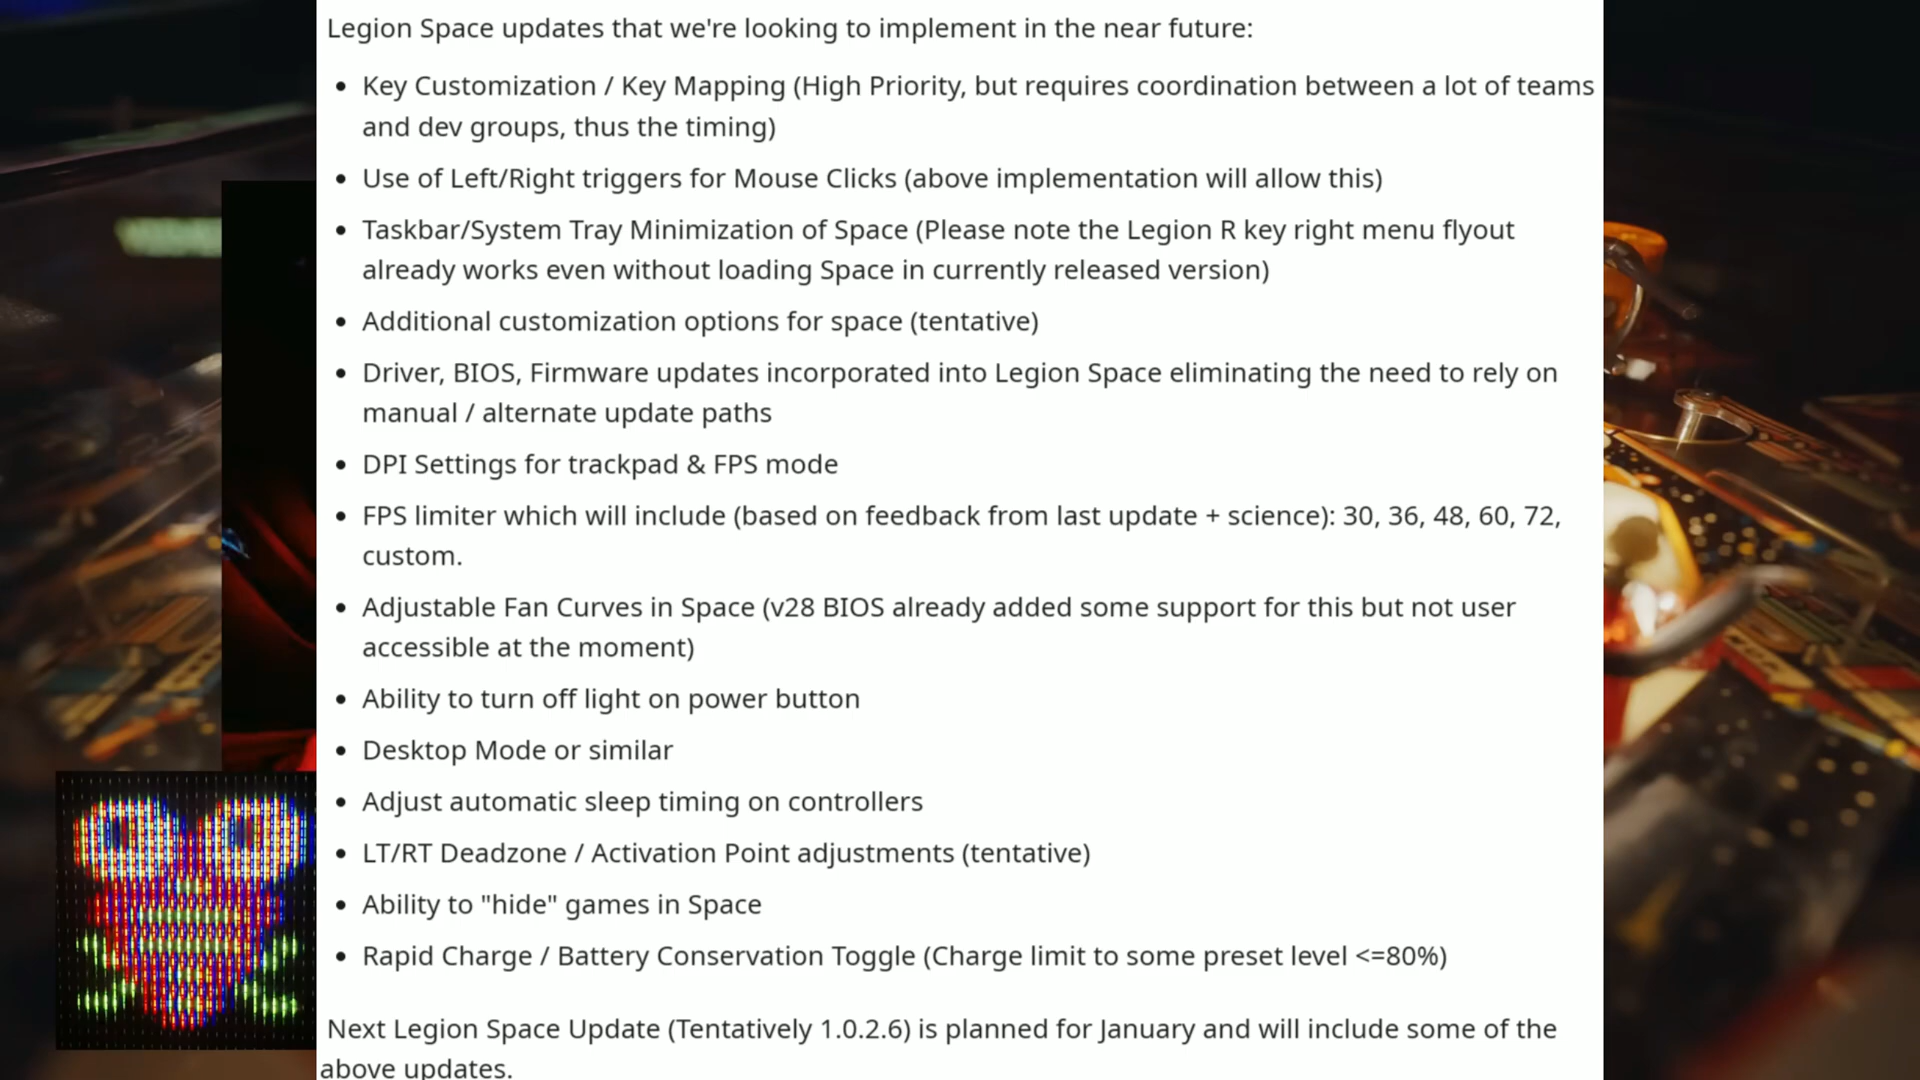 Legion Space updates that we're looking to implement in the near future:
• Key Customization / Key Mapping (High Priority, but requires coordination between a lot of teams
and dev groups, thus the timing)
• Use of Left/Right triggers for Mouse Clicks (above implementation will allow this)
• Taskbar/System Tray Minimization of Space (Please note the Legion R key right menu flyout
already works even without loading Space in currently released version)
• Additional customization options for space (tentative)
• Driver, BIOS, Firmware updates incorporated into Legion Space eliminating the need to rely on
manual / alternate update paths
• DPI Settings for trackpad & FPS mode
• FPS limiter which will include (based on feedback from last update + science): 30, 36, 48, 60, 72,
custom.
• Adjustable Fan Curves in Space (v28 BIOS already added some support for this but not user
accessible at the moment)
• Ability to turn off light on power button
• Desktop Mode or similar
• Adjust automatic sleep timing on controllers
• LT/RT Deadzone / Activation Point adjustments (tentative)
• Ability to "hide" games in Space
• Rapid Charge / Battery Conservation Toggle (Charge limit to some preset level <=80%)
Next Legion Space Update (Tentatively 1.0.2.6) is planned for January and will include some of the
above updates.